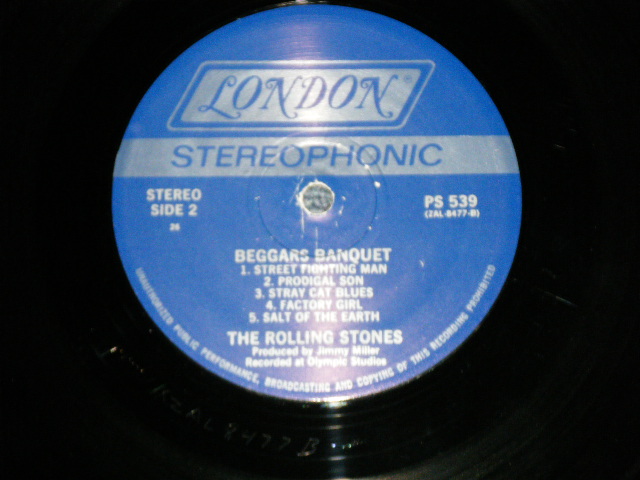 LONDON
STEREOPHONIC
STEREO
SIDE 2
PS 539
(ZAL-8477-B)
BEGGARS BANQUET
1. STREET FIGHTING MAN
2. PRODIGAL SON
3. STRAY CAT BLUES
4. FACTORY GIRL
5. SALT OF THE EARTH
THE ROLLING STONES
Produced by Jimmy Miller
Recorded at Olympic Studios
UNAUTHORIZED PUBLIC PERFORMANCE, BROADCASTING AND COPYING OF THIS RECORDING PROHIBITED
ZAL 8477 B